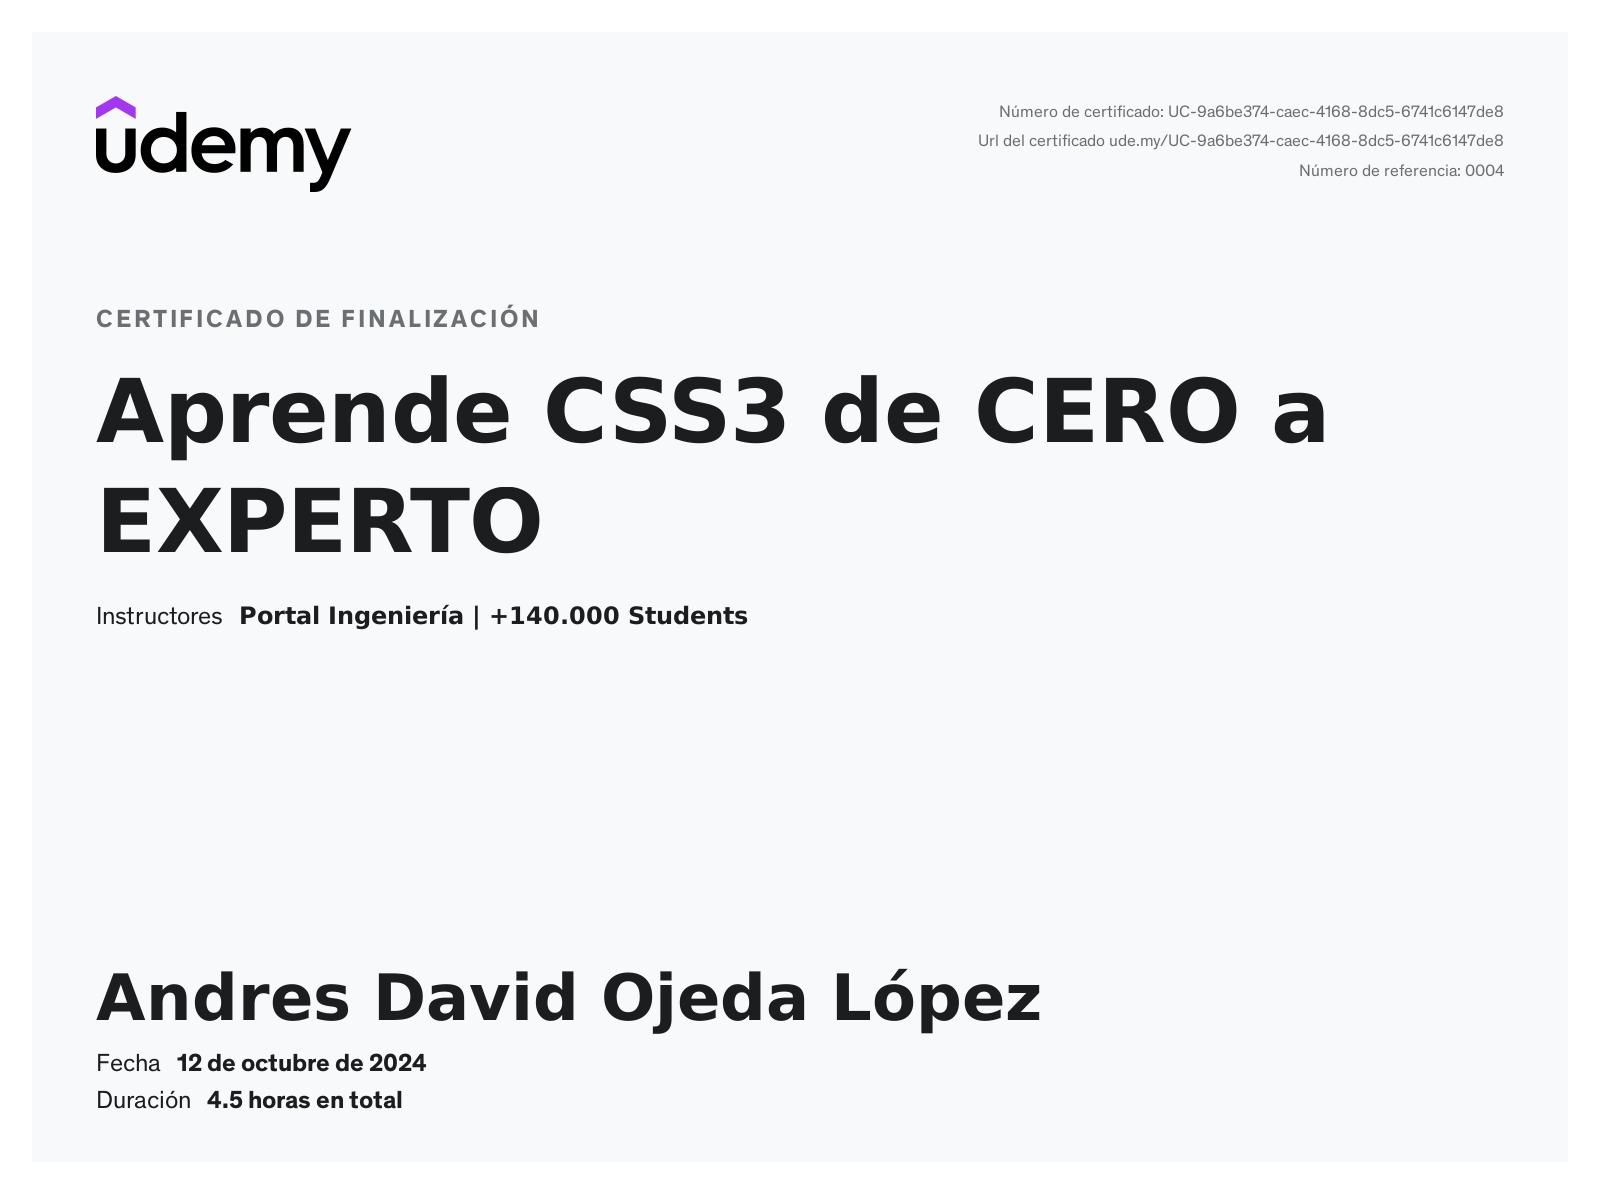 udemy
Número de certificado: UC-9a6be374-caec-4168-8dc5-6741c6147de8
Url del certificado ude.my/UC-9a6be374-caec-4168-8dc5-6741c6147de8
Número de referencia: 0004
CERTIFICADO DE FINALIZACIÓN
Aprende CSS3 de CERO a
EXPERTO
Instructores Portal Ingeniería | +140.000 Students
Andres David Ojeda López
Fecha 12 de octubre de 2024
Duración 4.5 horas en total